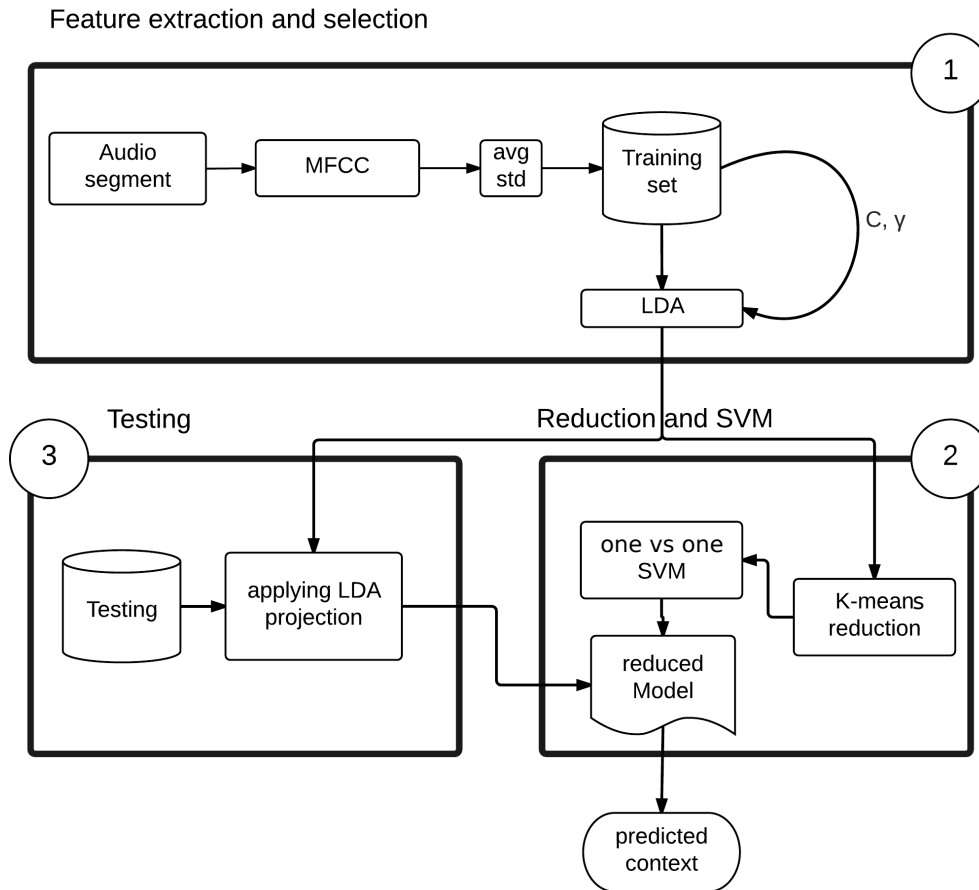 Feature extraction and selection
1
Audio
segment
MFCC
avg
std
Training
set
C, γ
LDA
Testing
Reduction and SVM
3
2
Testing
applying LDA
projection
one vs one
SVM
K-means
reduction
reduced
Model
predicted
context